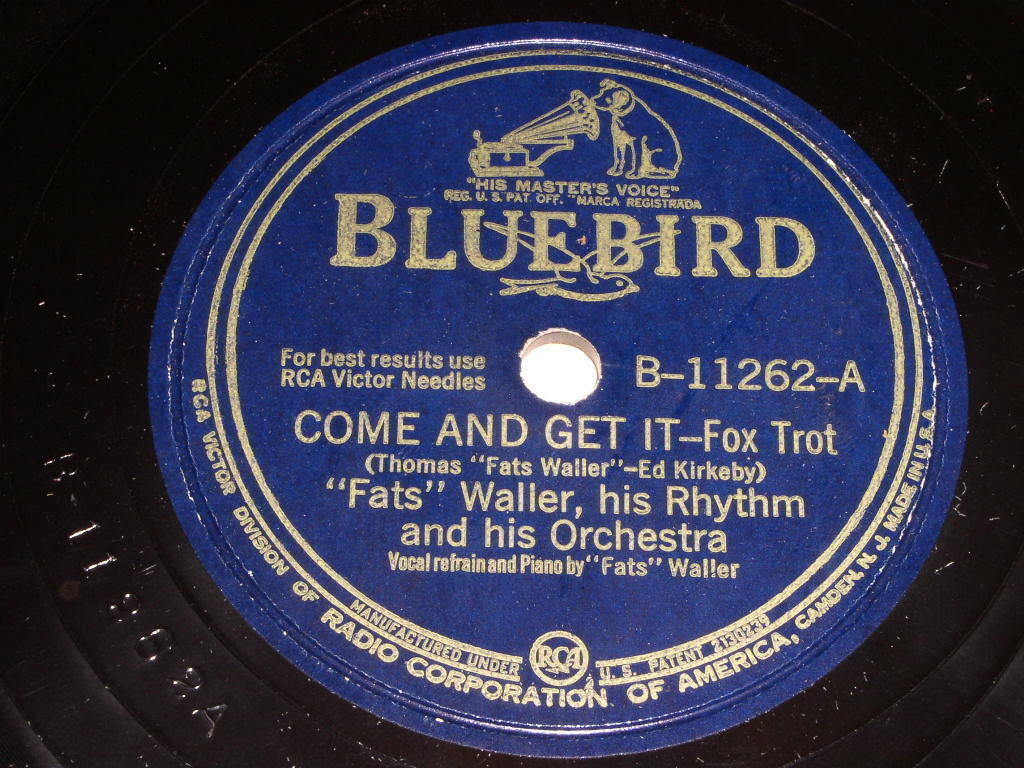 "HIS MASTER'S VOICE"
REG. U. S. PAT. OFF. "MARCA REGISTRADA
BLUEBIRD
For best results use
RCA Victor Needles
B-11262-A
COME AND GET IT-Fox Trot
(Thomas "Fats Waller"-Ed Kirkeby)
"Fats" Waller, his Rhythm
and his Orchestra
Vocal refrain and Piano by "Fats" Waller
MANUFACTURED UNDER RCA U. S. PATENT 2130239
RCA VICTOR DIVISION OF RADIO CORPORATION OF AMERICA, CAMDEN, N. J. MADE IN U.S.A.